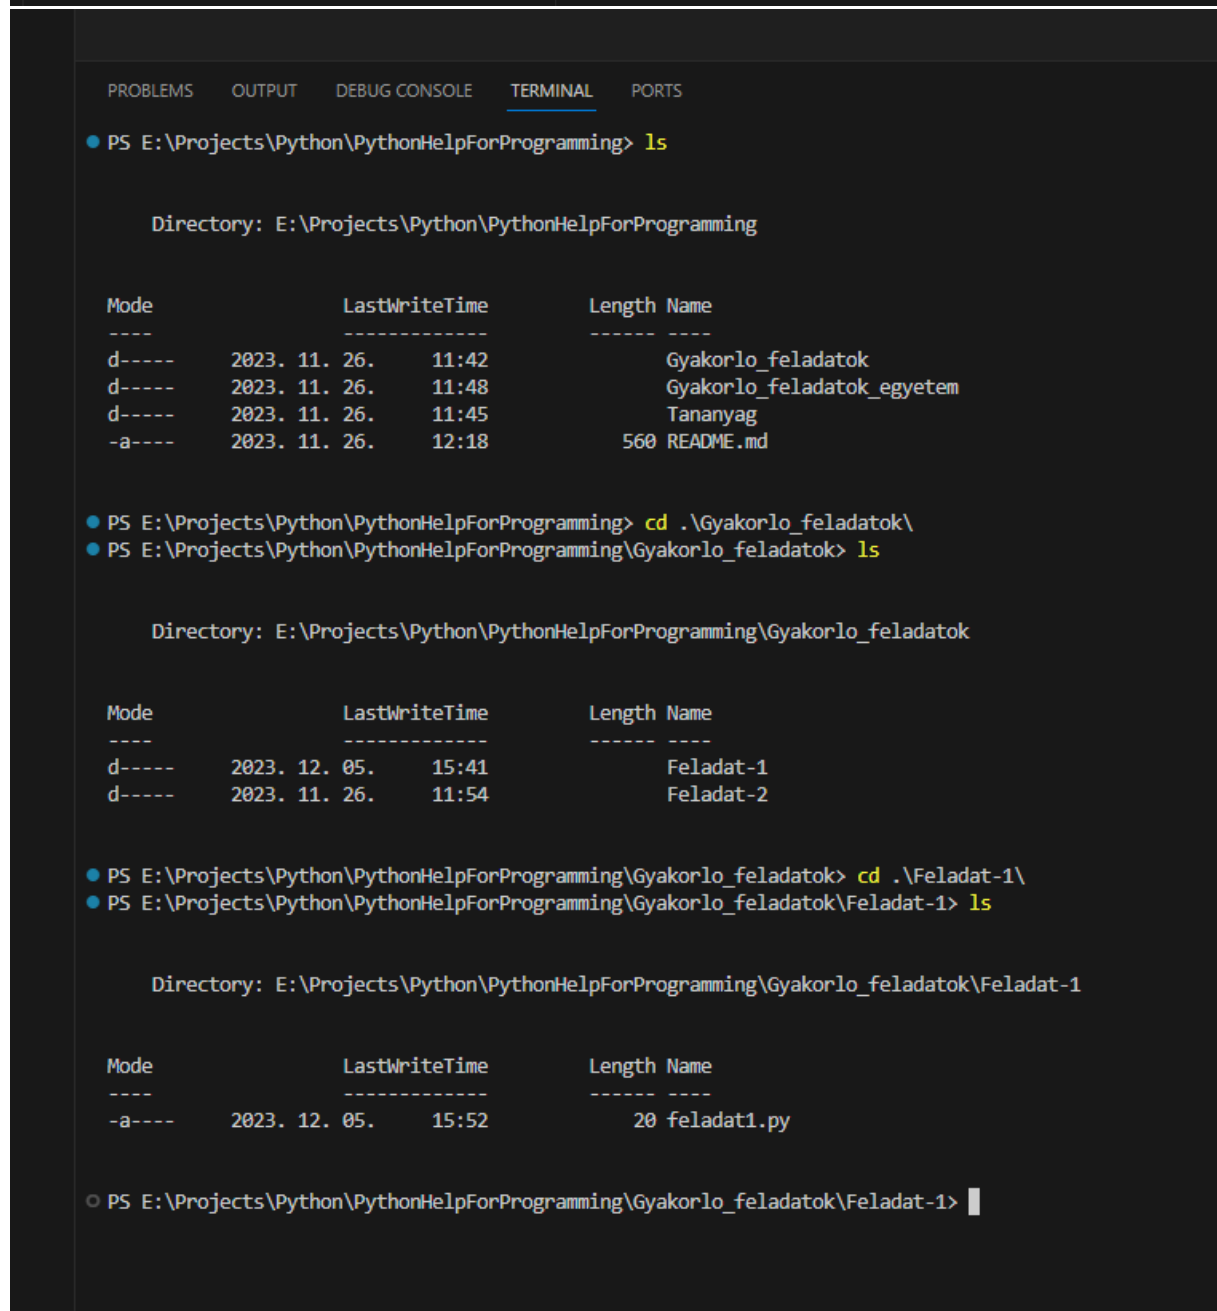 PROBLEMS OUTPUT DEBUG CONSOLE TERMINAL PORTS
PS E:\Projects\Python\PythonHelpForProgramming> ls
Directory: E:\Projects\Python\PythonHelpForProgramming
Mode LastWriteTime Length Name
---- ------------- ------ ----
d----- 2023. 11. 26. 11:42 Gyakorlo_feladatok
d----- 2023. 11. 26. 11:48 Gyakorlo_feladatok_egyetem
d----- 2023. 11. 26. 11:45 Tananyag
-a---- 2023. 11. 26. 12:18 560 README.md
PS E:\Projects\Python\PythonHelpForProgramming> cd .\Gyakorlo_feladatok\
PS E:\Projects\Python\PythonHelpForProgramming\Gyakorlo_feladatok> ls
Directory: E:\Projects\Python\PythonHelpForProgramming\Gyakorlo_feladatok
Mode LastWriteTime Length Name
---- ------------- ------ ----
d----- 2023. 12. 05. 15:41 Feladat-1
d----- 2023. 11. 26. 11:54 Feladat-2
PS E:\Projects\Python\PythonHelpForProgramming\Gyakorlo_feladatok> cd .\Feladat-1\
PS E:\Projects\Python\PythonHelpForProgramming\Gyakorlo_feladatok\Feladat-1> ls
Directory: E:\Projects\Python\PythonHelpForProgramming\Gyakorlo_feladatok\Feladat-1
Mode LastWriteTime Length Name
---- ------------- ------ ----
-a---- 2023. 12. 05. 15:52 20 feladat1.py
PS E:\Projects\Python\PythonHelpForProgramming\Gyakorlo_feladatok\Feladat-1>